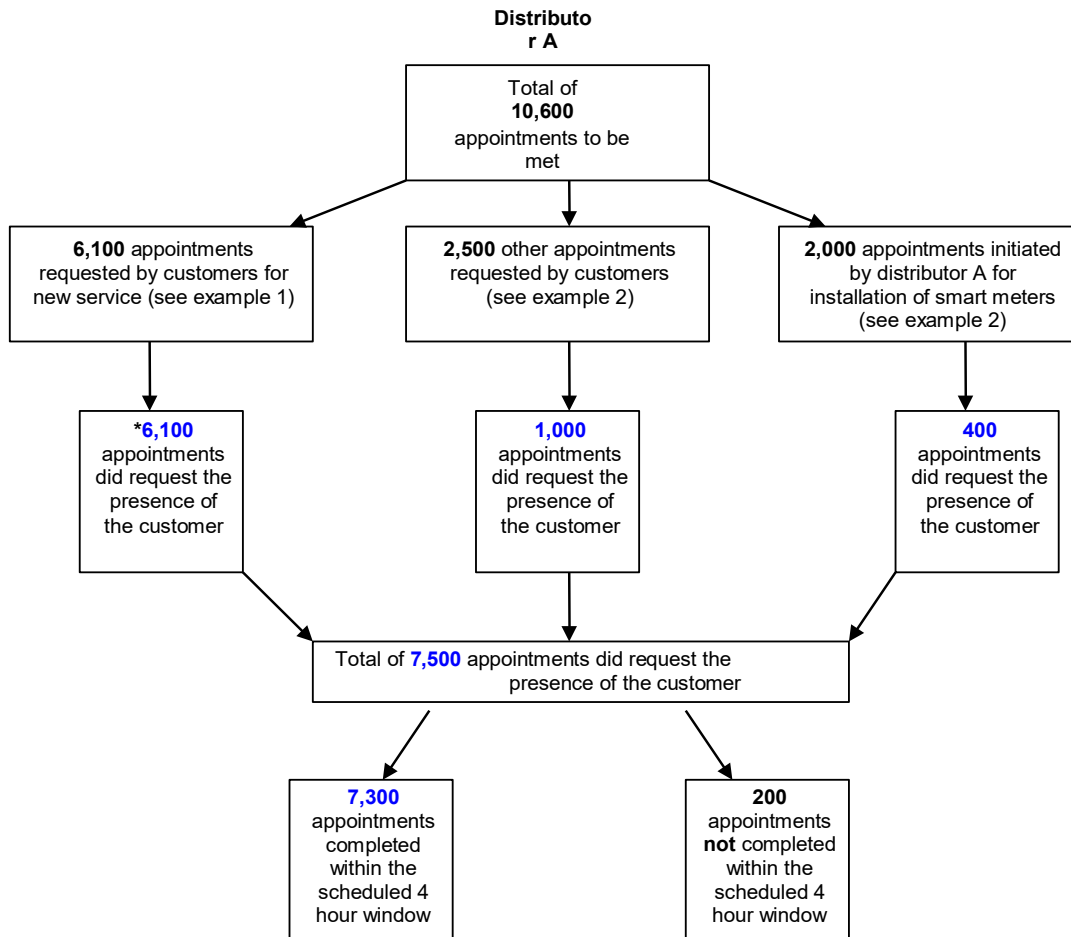 Distributo
r A
Total of
10,600
appointments to be
met
6,100 appointments
requested by customers for
new service (see example 1)
2,500 other appointments
requested by customers
(see example 2)
2,000 appointments initiated
by distributor A for
installation of smart meters
(see example 2)
*6,100
appointments
did request the
presence of
the customer
1,000
appointments
did request the
presence of
the customer
400
appointments
did request the
presence of
the customer
Total of 7,500 appointments did request the
presence of the customer
7,300
appointments
completed
within the
scheduled 4
hour window
200
appointments
not completed
within the
scheduled 4
hour window